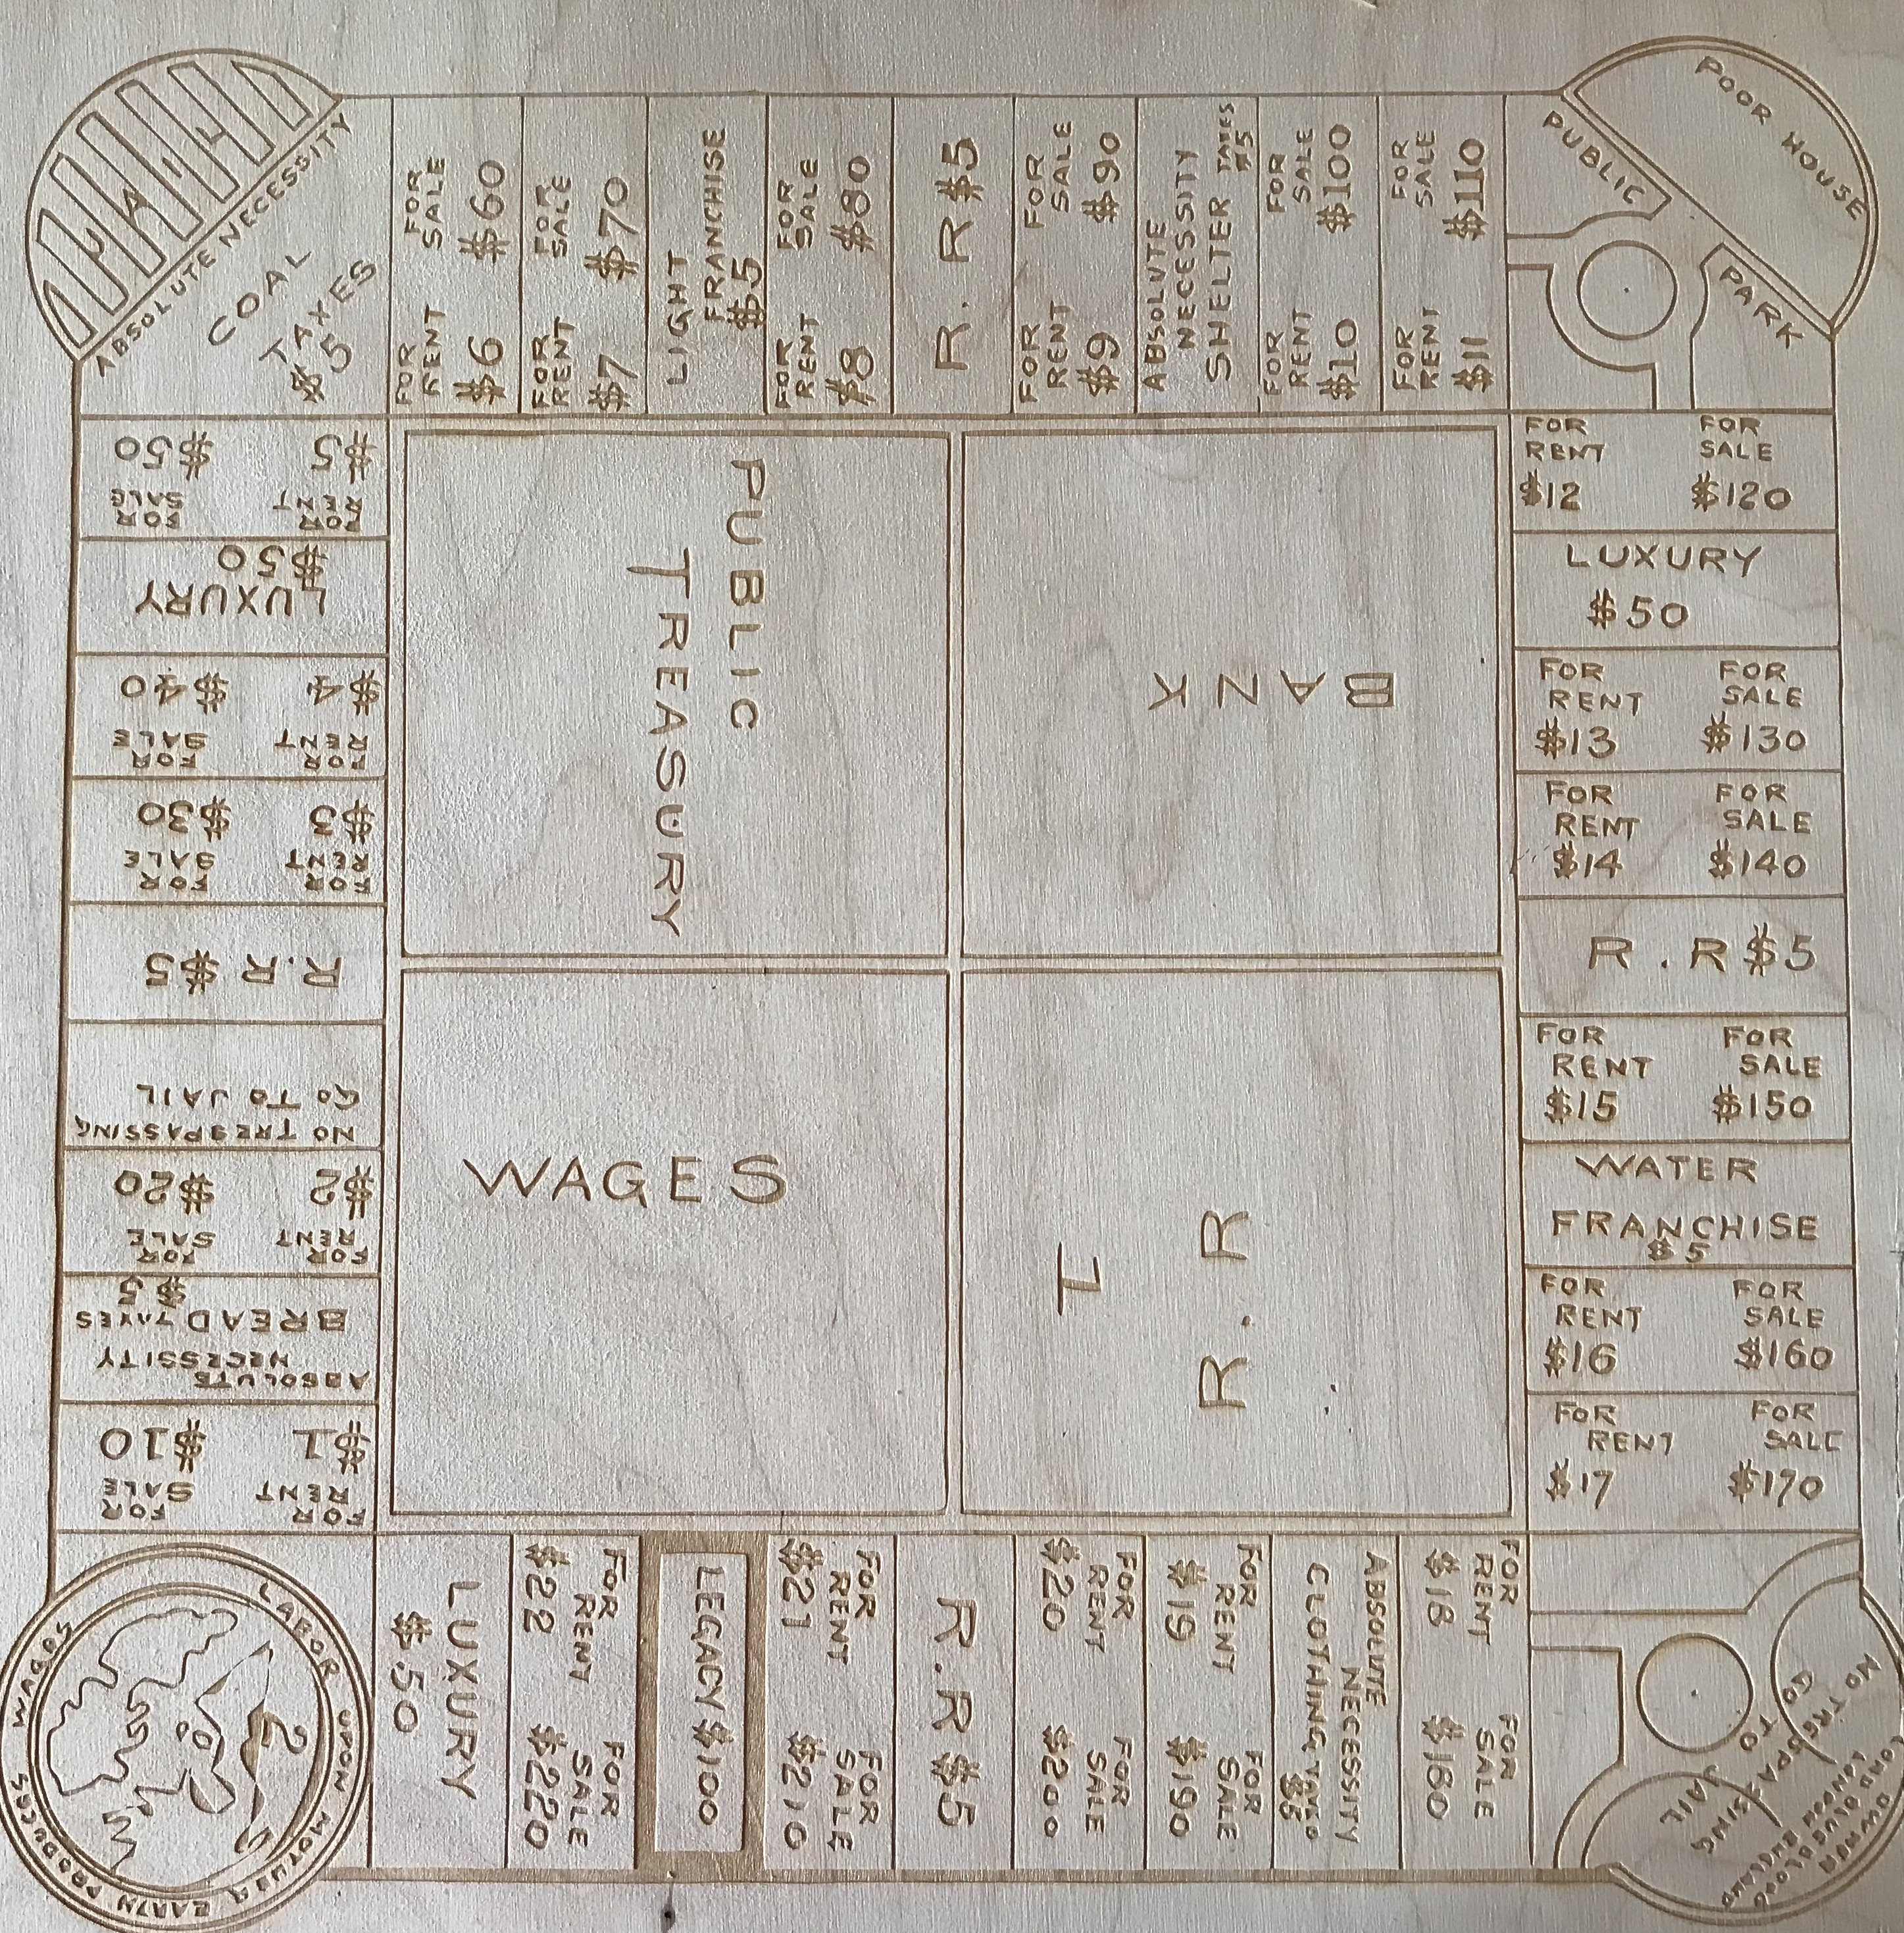 LABOR UPON MOTHER EARTH PRODUCES
WAGES
FOR
RENT
$1
FOR
SALE
$10
ABSOLUTE
NECESSITY
BREAD TAXES
$5
FOR
RENT
$2
FOR
SALE
$20
NO TRESPASSING
GO TO JAIL
R.R $5
FOR
RENT
$3
FOR
SALE
$30
FOR
RENT
$4
FOR
SALE
$40
LUXURY
$50
FOR
RENT
$5
FOR
SALE
$50
ABSOLUTE NECESSITY
COAL
TAXES
$5
FOR
RENT
$6
FOR
SALE
$60
FOR
RENT
$7
FOR
SALE
$70
LIGHT
FRANCHISE
$5
FOR
RENT
$8
FOR
SALE
$80
R. R $5
FOR
RENT
$9
FOR
SALE
$90
ABSOLUTE
NECESSITY
SHELTER TAXES
$5
FOR
RENT
$10
FOR
SALE
$100
FOR
RENT
$11
FOR
SALE
$110
POOR HOUSE
PUBLIC
PARK
FOR
RENT
$12
FOR
SALE
$120
LUXURY
$50
FOR
RENT
$13
FOR
SALE
$130
FOR
RENT
$14
FOR
SALE
$140
R.R $5
FOR
RENT
$15
FOR
SALE
$150
WATER
FRANCHISE
$5
FOR
RENT
$16
FOR
SALE
$160
FOR
RENT
$17
FOR
SALE
$170
NO TRESPASSING
GO TO
JAIL
LONDON
ENGLAND
FOR
RENT
$18
FOR
SALE
$180
ABSOLUTE
NECESSITY
CLOTHING TAXES
$5
FOR
RENT
$19
FOR
SALE
$190
FOR
RENT
$20
FOR
SALE
$200
R.R $5
FOR
RENT
$21
FOR
SALE
$210
LEGACY $100
FOR
RENT
$22
FOR
SALE
$220
LUXURY
$50
PUBLIC
TREASURY
BANK
WAGES
R.R
1